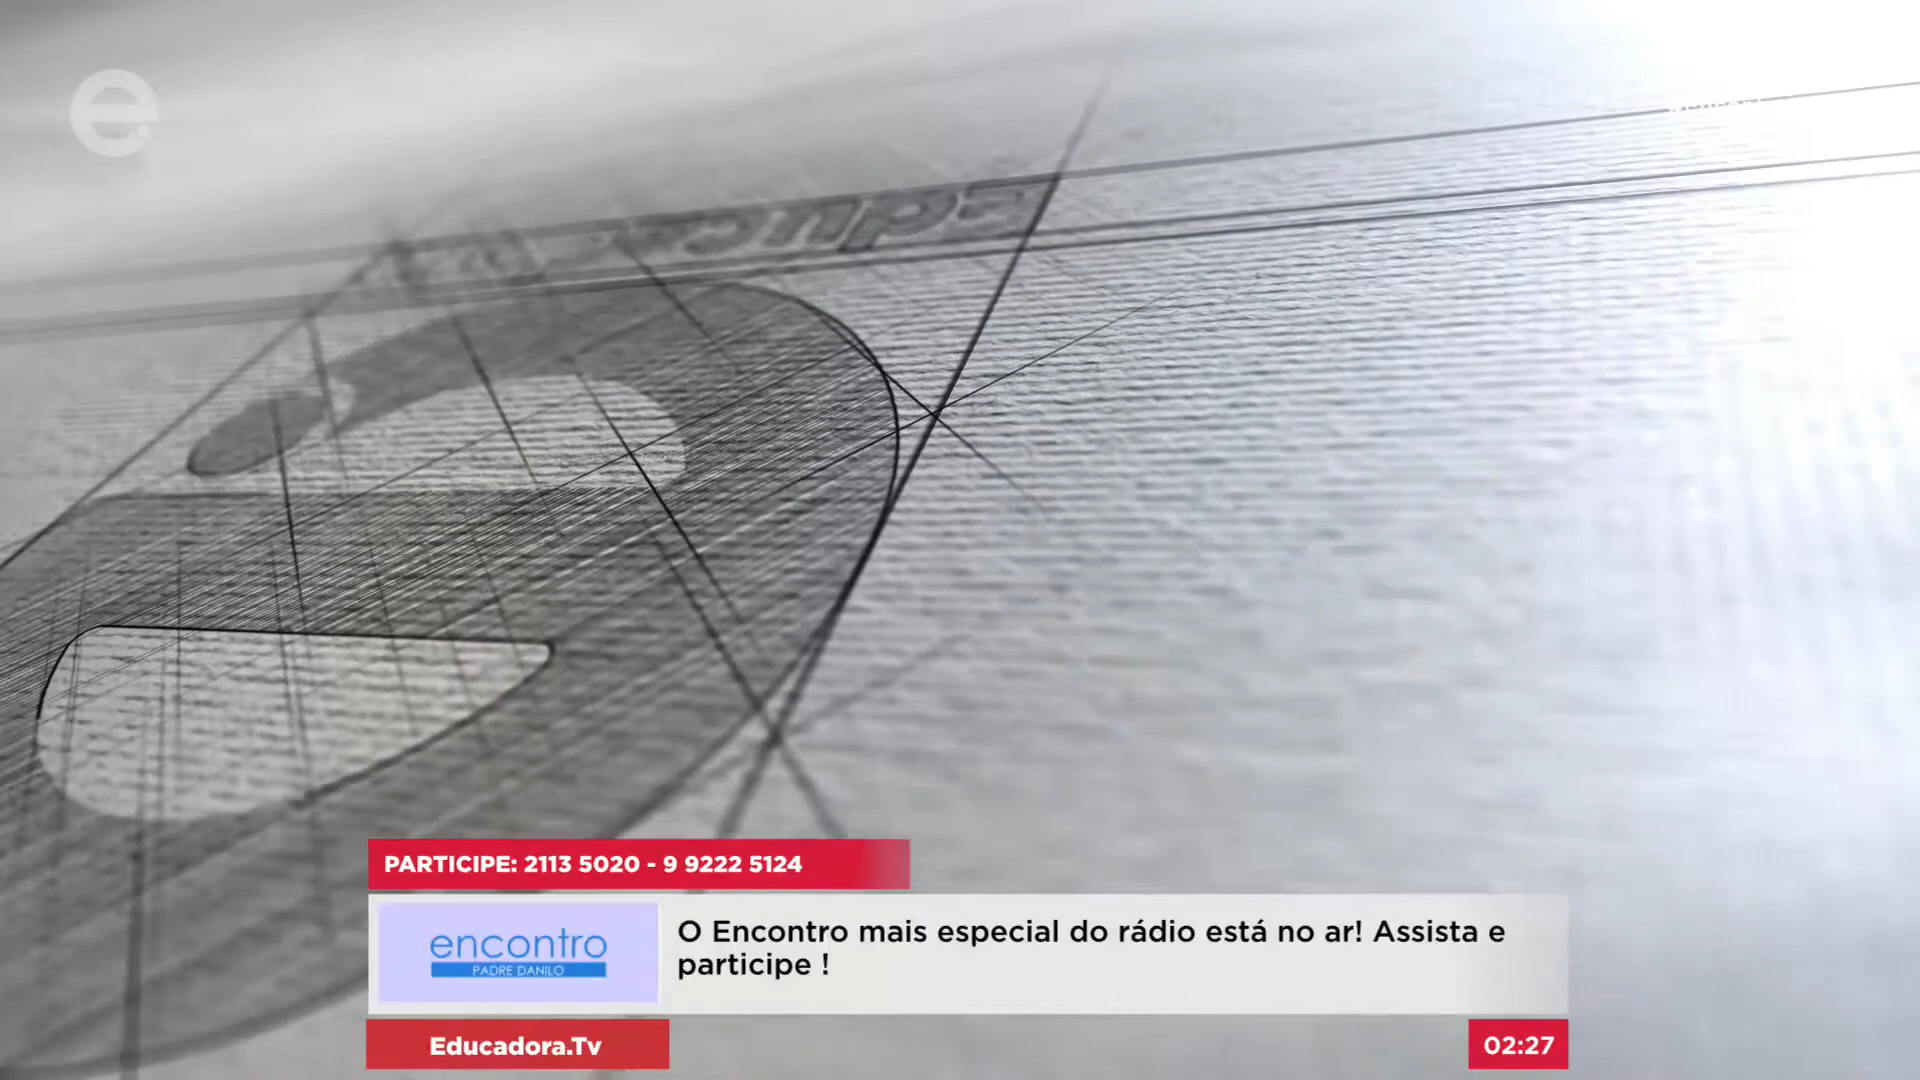 e
Educa
PARTICIPE: 2113 5020 - 9 9222 5124
encontro
PADRE DANILO
O Encontro mais especial do rádio está no ar! Assista e
participe !
Educadora.Tv
02:27